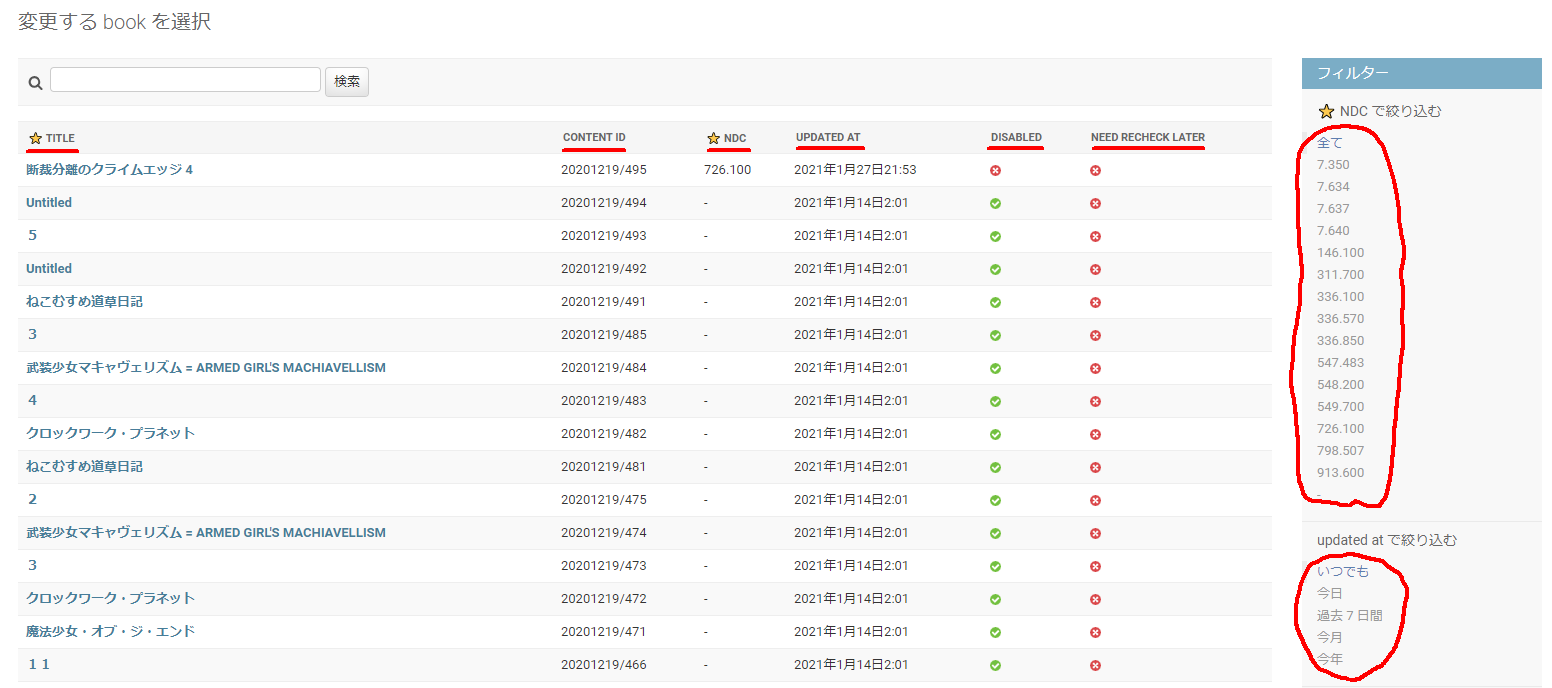 変更する book を選択
検索
TITLE CONTENT ID NDC UPDATED AT DISABLED NEED RECHECK LATER
断裁分離のクライムエッジ 4 20201219/495 726.100 2021年1月27日21:53
Untitled 20201219/494 - 2021年1月14日2:01
5 20201219/493 - 2021年1月14日2:01
Untitled 20201219/492 - 2021年1月14日2:01
ねこむすめ道草日記 20201219/491 - 2021年1月14日2:01
3 20201219/485 - 2021年1月14日2:01
武装少女マキャヴェリズム = ARMED GIRL'S MACHIAVELLISM 20201219/484 - 2021年1月14日2:01
4 20201219/483 - 2021年1月14日2:01
クロックワーク・プラネット 20201219/482 - 2021年1月14日2:01
ねこむすめ道草日記 20201219/481 - 2021年1月14日2:01
2 20201219/475 - 2021年1月14日2:01
武装少女マキャヴェリズム = ARMED GIRL'S MACHIAVELLISM 20201219/474 - 2021年1月14日2:01
3 20201219/473 - 2021年1月14日2:01
クロックワーク・プラネット 20201219/472 - 2021年1月14日2:01
魔法少女・オブ・ジ・エンド 20201219/471 - 2021年1月14日2:01
1 1 20201219/466 - 2021年1月14日2:01
フィルター
NDC で絞り込む
全て
7.350
7.634
7.637
7.640
146.100
311.700
336.100
336.570
336.850
547.483
548.200
549.700
726.100
798.507
913.600
-
updated at で絞り込む
いつでも
今日
過去 7 日間
今月
今年